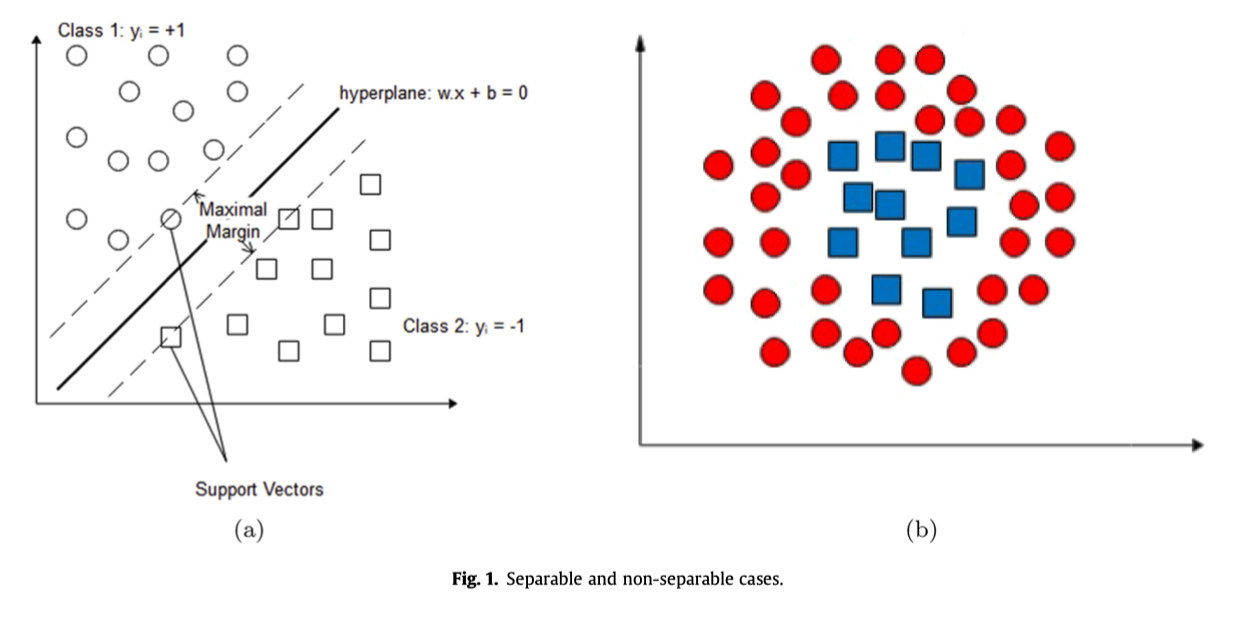 Class 1: yᵢ = +1
hyperplane: w.x + b = 0
Maximal
Margin
Class 2: yᵢ = -1
Support Vectors
(a)
(b)
Fig. 1. Separable and non-separable cases.